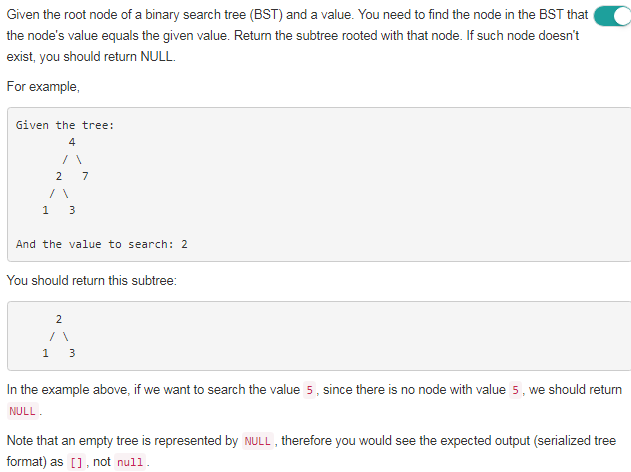 Given the root node of a binary search tree (BST) and a value. You need to find the node in the BST that
the node's value equals the given value. Return the subtree rooted with that node. If such node doesn't
exist, you should return NULL.
For example,
Given the tree:
        4
       / \
      2   7
     / \
    1   3
And the value to search: 2
You should return this subtree:
      2
     / \
    1   3
In the example above, if we want to search the value 5, since there is no node with value 5, we should return
NULL.
Note that an empty tree is represented by NULL, therefore you would see the expected output (serialized tree
format) as [], not null.